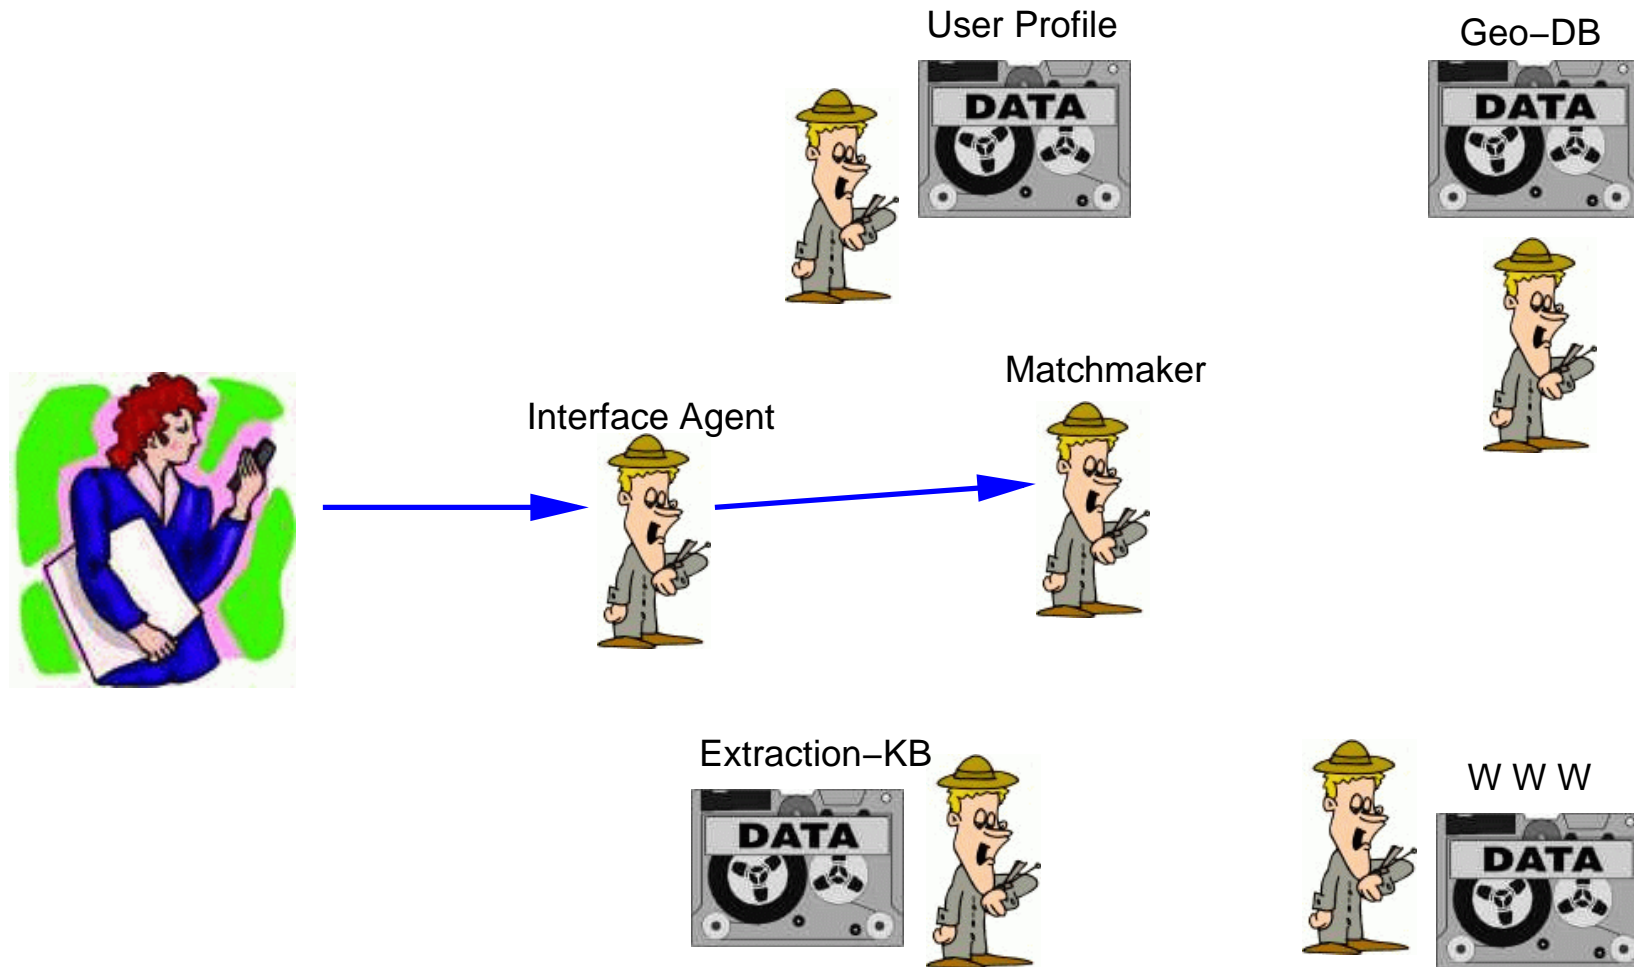 User Profile
Geo–DB
DATA
DATA
Matchmaker
Interface Agent
Extraction–KB
W W W
DATA
DATA